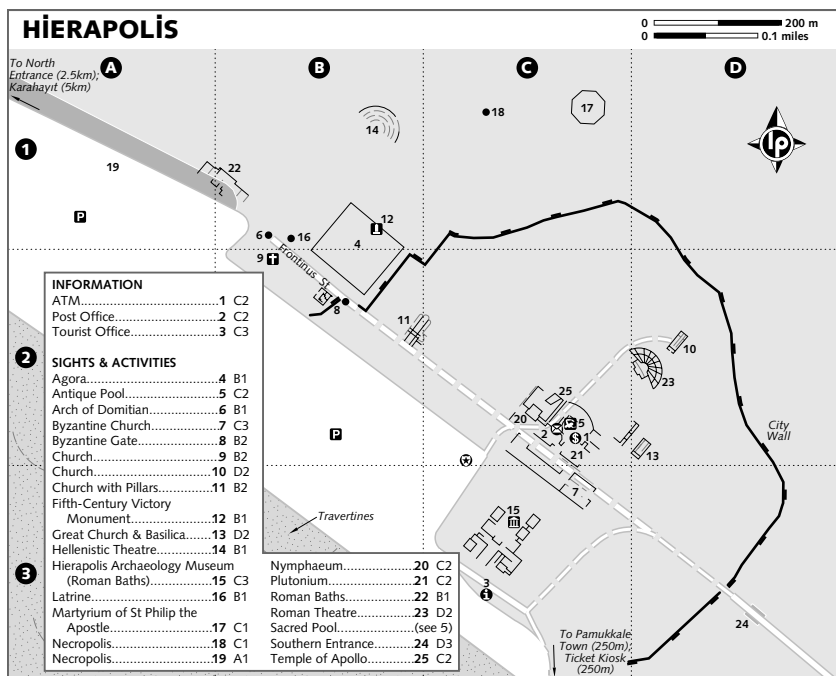 HİERAPOLİS
0 200 m
0 0.1 miles
A B C D
To North
Entrance (2.5km);
Karahayıt (5km)
1
2
3
14
18
17
lp
19
22
P
6
16
12
4
9
Frontinus St
8
11
10
23
25
20
5
2
$ 1
21
13
City
Wall
7
15
P
Travertines
3
i
24
To Pamukkale
Town (250m);
Ticket Kiosk
(250m)
INFORMATION
ATM 1 C2
Post Office 2 C2
Tourist Office 3 C3
SIGHTS & ACTIVITIES
Agora 4 B1
Antique Pool 5 C2
Arch of Domitian 6 B1
Byzantine Church 7 C3
Byzantine Gate 8 B2
Church 9 B2
Church 10 D2
Church with Pillars 11 B2
Fifth-Century Victory
Monument 12 B1
Great Church & Basilica 13 D2
Hellenistic Theatre 14 B1
Hierapolis Archaeology Museum
(Roman Baths) 15 C3
Latrine 16 B1
Martyrium of St Philip the
Apostle 17 C1
Necropolis 18 C1
Necropolis 19 A1
Nymphaeum 20 C2
Plutonium 21 C2
Roman Baths 22 B1
Roman Theatre 23 D2
Sacred Pool (see 5)
Southern Entrance 24 D3
Temple of Apollo 25 C2